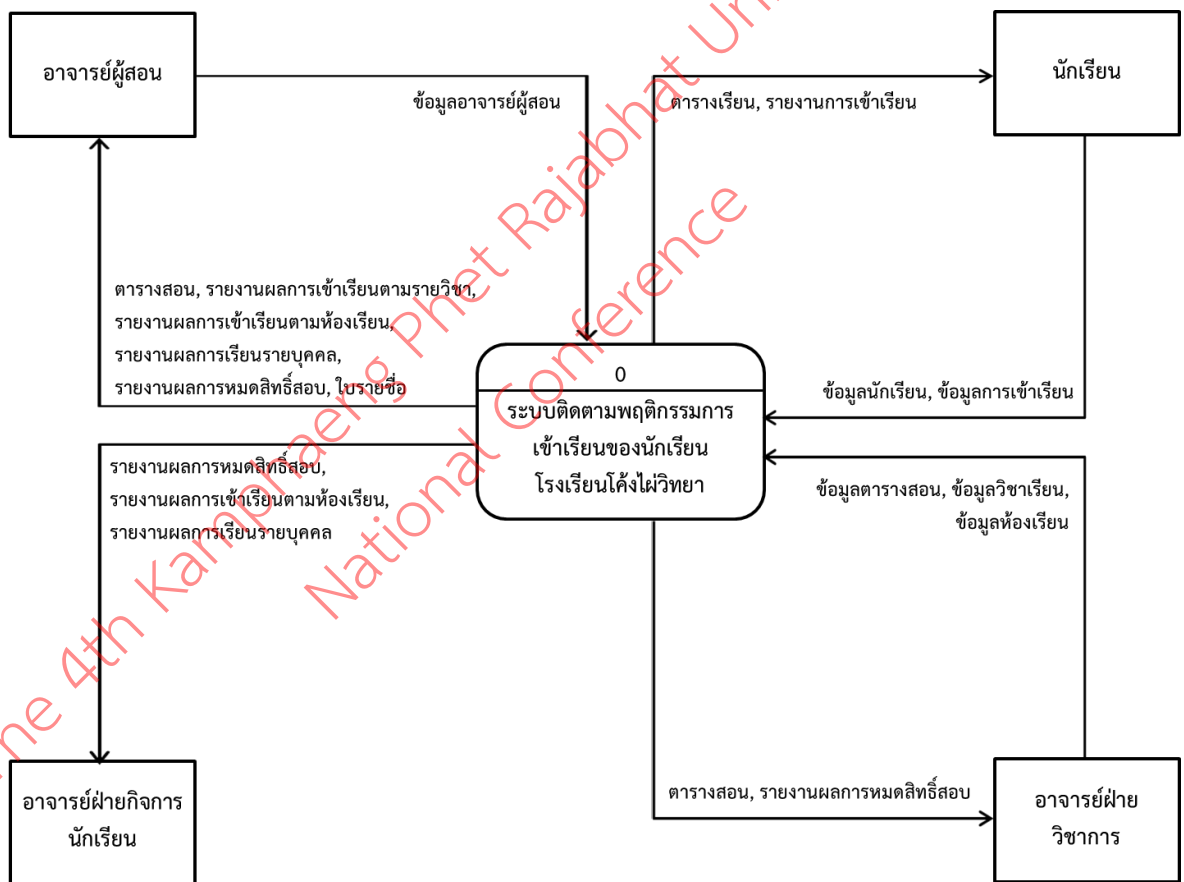 อาจารย์ผู้สอน
นักเรียน
ข้อมูลอาจารย์ผู้สอน
ตารางเรียน, รายงานการเข้าเรียน
ตารางสอน, รายงานผลการเข้าเรียนตามรายวิชา,
รายงานผลการเข้าเรียนตามห้องเรียน,
รายงานผลการเรียนรายบุคคล,
รายงานผลการหมดสิทธิ์สอบ, ใบรายชื่อ
0
ระบบติดตามพฤติกรรมการ
เข้าเรียนของนักเรียน
โรงเรียนโค้งไผ่วิทยา
ข้อมูลนักเรียน, ข้อมูลการเข้าเรียน
รายงานผลการหมดสิทธิ์สอบ,
รายงานผลการเข้าเรียนตามห้องเรียน,
รายงานผลการเรียนรายบุคคล
ข้อมูลตารางสอน, ข้อมูลวิชาเรียน,
ข้อมูลห้องเรียน
ตารางสอน, รายงานผลการหมดสิทธิ์สอบ
อาจารย์ฝ่ายกิจการ
นักเรียน
อาจารย์ฝ่าย
วิชาการ
4th Kamphaeng Phet Rajabhat
National Conference